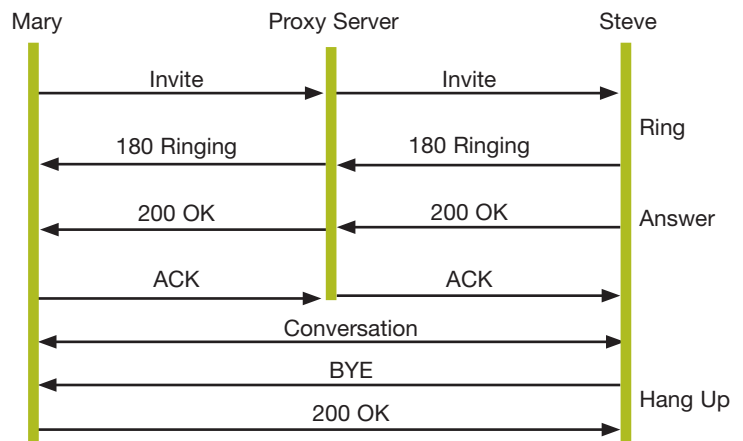 Mary Proxy Server Steve
Invite Invite
Ring
180 Ringing 180 Ringing
200 OK 200 OK Answer
ACK ACK
Conversation
BYE
Hang Up
200 OK